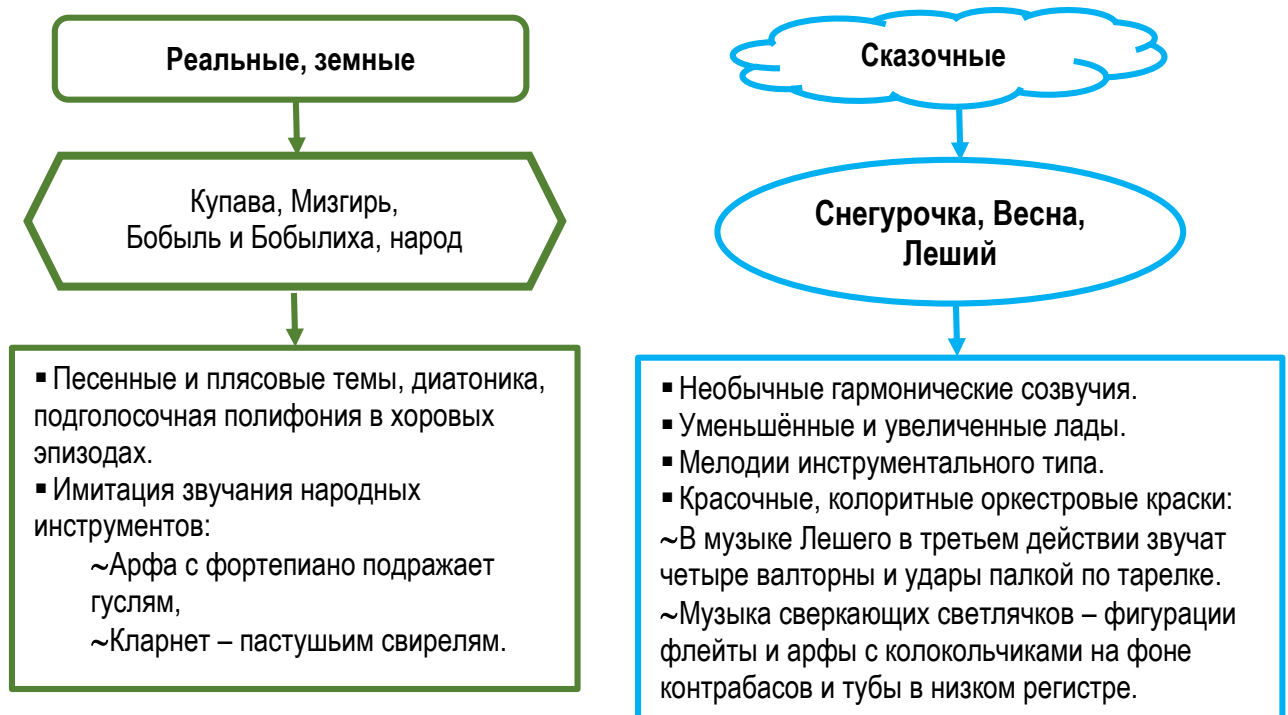 Реальные, земные
Купава, Мизгирь,
Бобыль и Бобылиха, народ
▪ Песенные и плясовые темы, диатоника,
подголосочная полифония в хоровых
эпизодах.
▪ Имитация звучания народных
инструментов:
~Арфа с фортепиано подражает
гуслям,
~Кларнет – пастушьим свирелям.
Сказочные
Снегурочка, Весна,
Леший
▪ Необычные гармонические созвучия.
▪ Уменьшённые и увеличенные лады.
▪ Мелодии инструментального типа.
▪ Красочные, колоритные оркестровые краски:
~В музыке Лешего в третьем действии звучат
четыре валторны и удары палкой по тарелке.
~Музыка сверкающих светлячков – фигурации
флейты и арфы с колокольчиками на фоне
контрабасов и тубы в низком регистре.